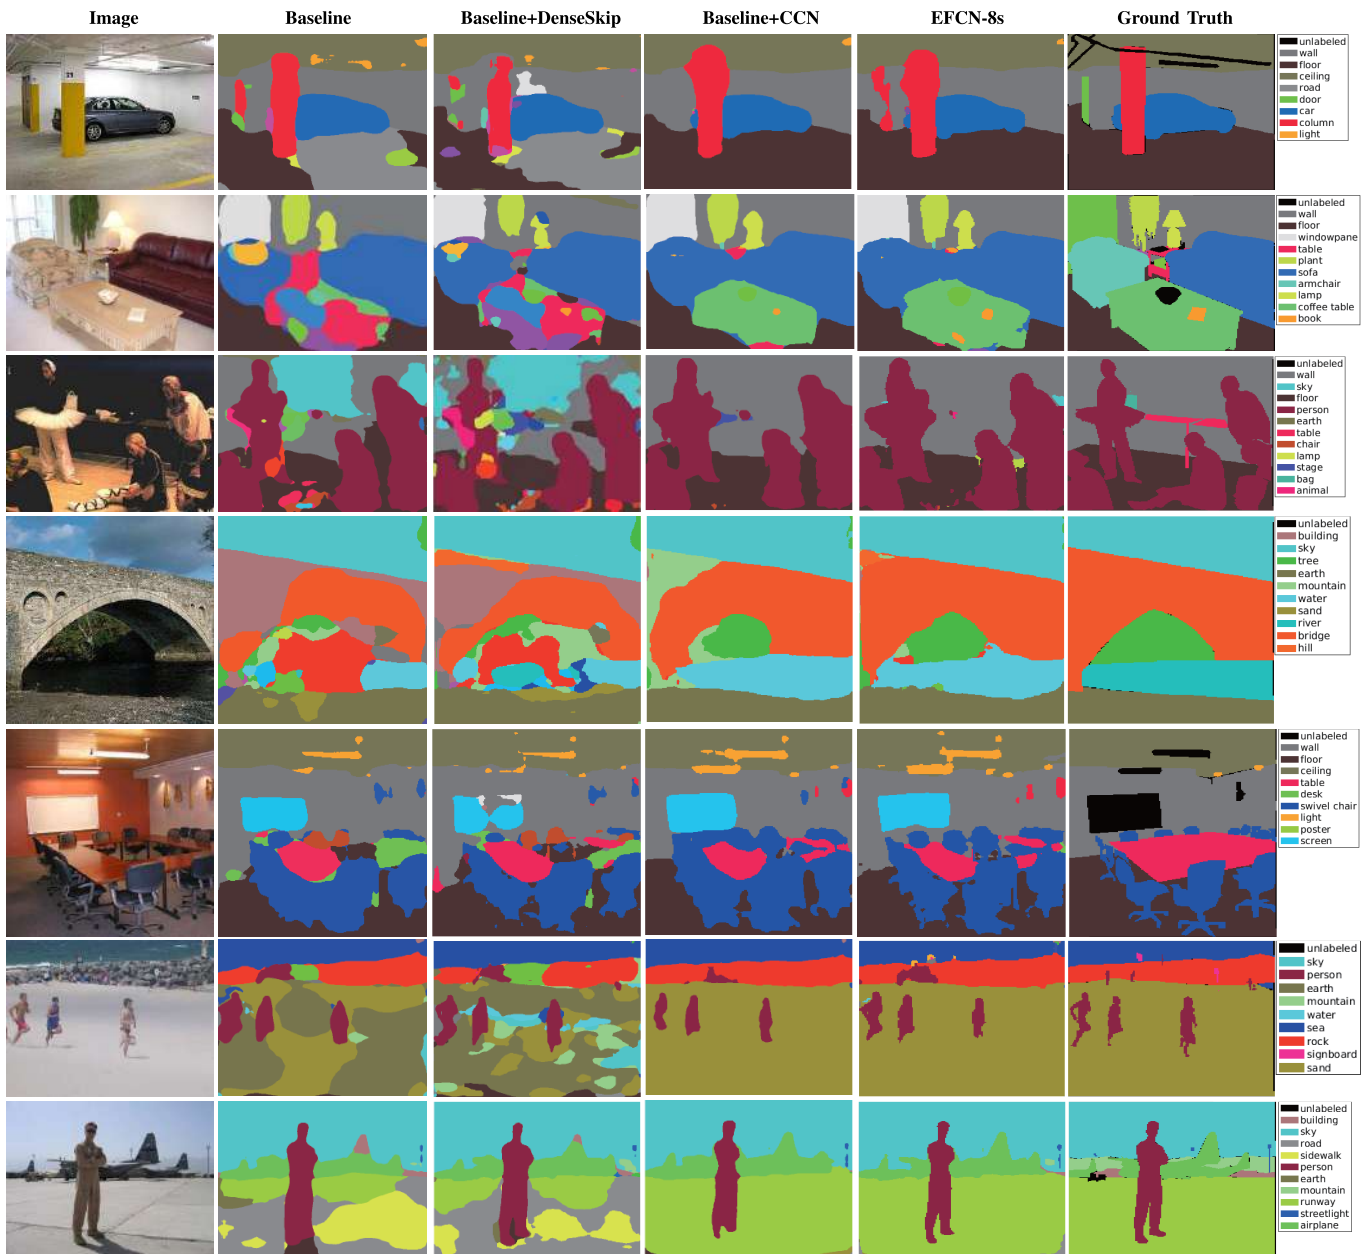 Image Baseline Baseline+DenseSkip Baseline+CCN EFCN-8s Ground Truth
unlabeled
wall
floor
ceiling
road
door
car
column
light
unlabeled
wall
floor
windowpane
table
plant
sofa
armchair
lamp
coffee table
book
unlabeled
wall
sky
floor
person
earth
table
chair
lamp
stage
bag
animal
unlabeled
building
sky
tree
earth
mountain
water
sand
river
bridge
hill
unlabeled
wall
floor
ceiling
table
desk
swivel chair
light
poster
screen
unlabeled
sky
person
earth
mountain
water
sea
rock
signboard
sand
unlabeled
building
sky
road
sidewalk
person
earth
mountain
runway
streetlight
airplane